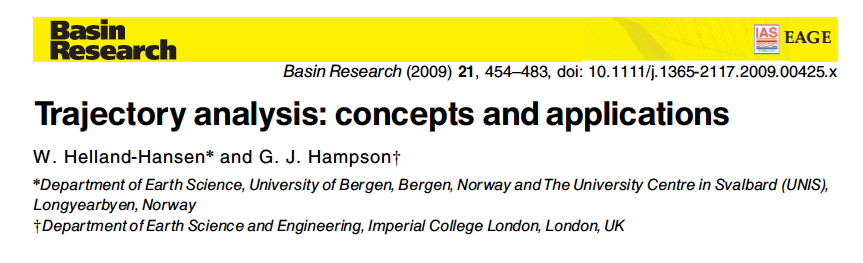 Basin
Research
IAS
EAGE
Basin Research (2009) 21, 454–483, doi: 10.1111/j.1365-2117.2009.00425.x
Trajectory analysis: concepts and applications
W. Helland-Hansen* and G. J. Hampson†
*Department of Earth Science, University of Bergen, Bergen, Norway and The University Centre in Svalbard (UNIS),
Longyearbyen, Norway
†Department of Earth Science and Engineering, Imperial College London, London, UK